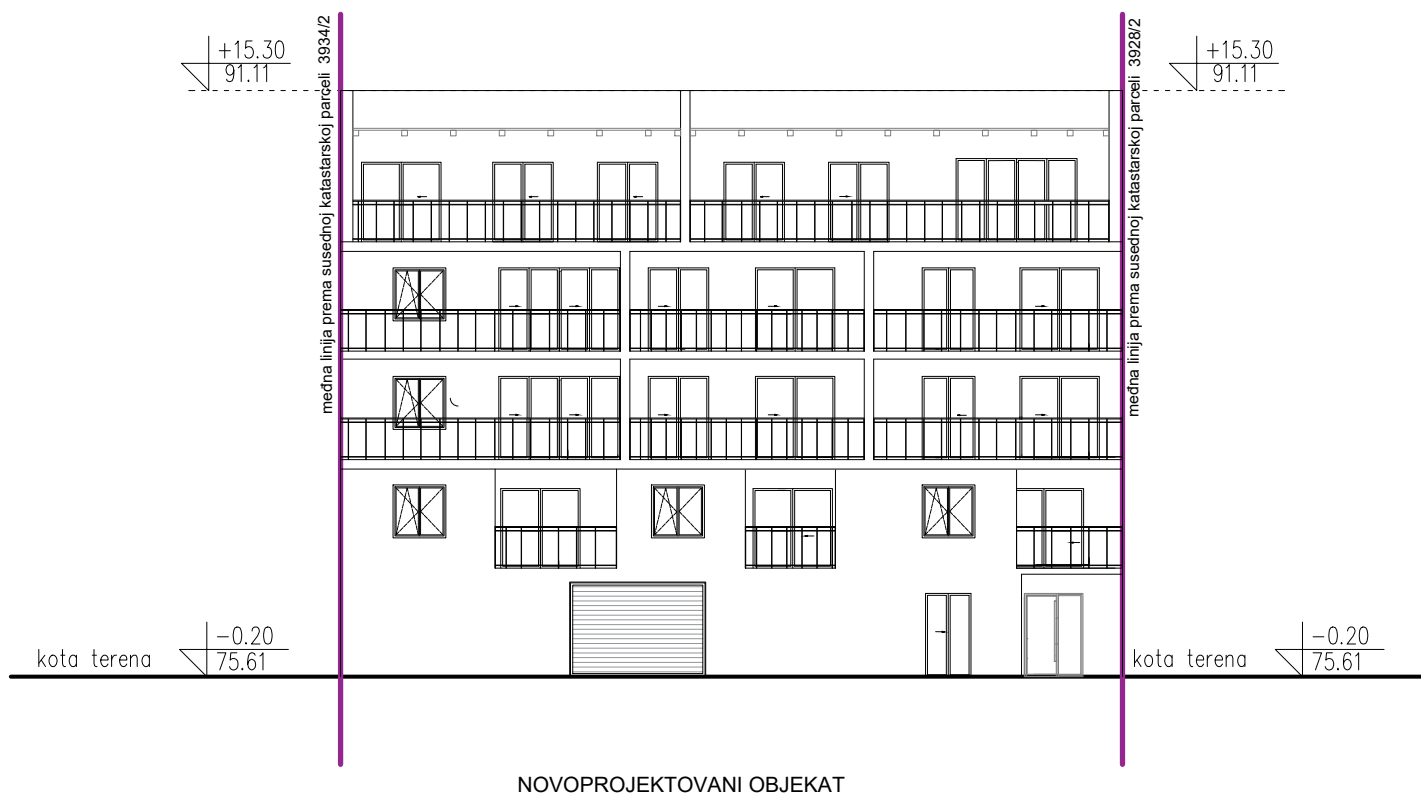 +15.30
91.11
međna linija prema susednoj katastarskoj parceli 3934/2
međna linija prema susednoj katastarskoj parceli 3928/2
+15.30
91.11
kota terena
-0.20
75.61
kota terena
-0.20
75.61
NOVOPROJEKTOVANI OBJEKAT